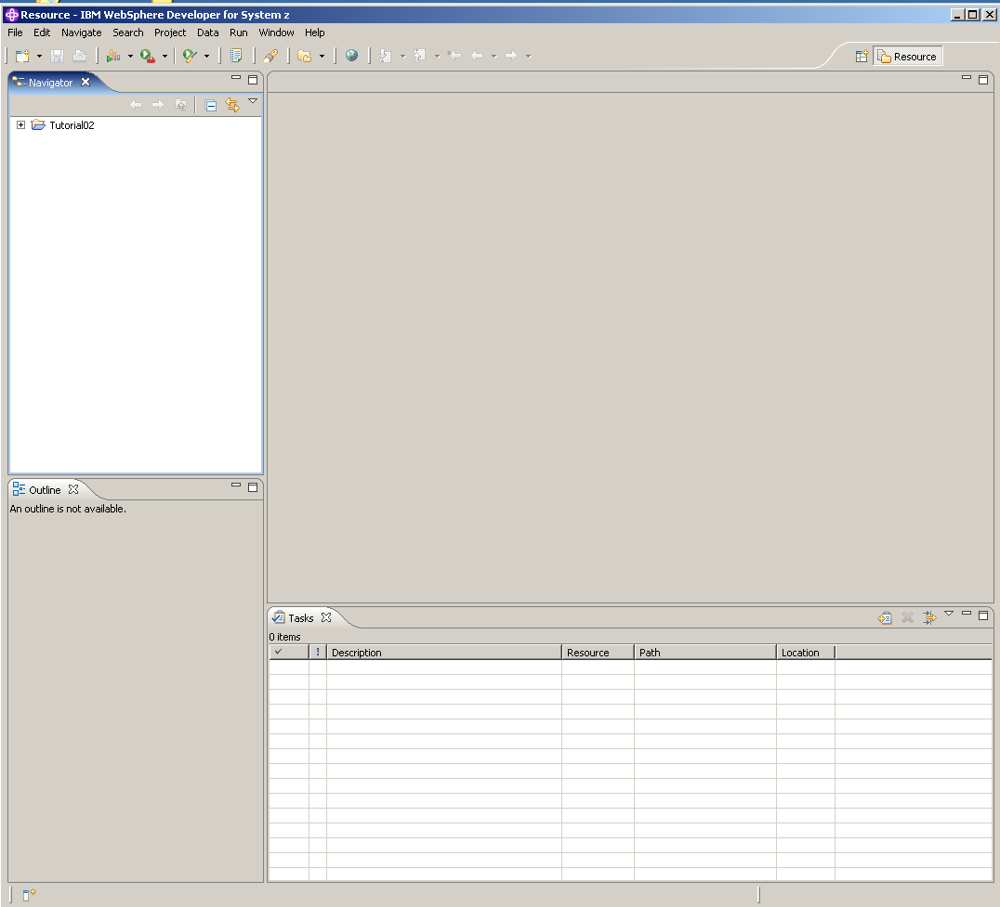 Resource - IBM WebSphere Developer for System z
File Edit Navigate Search Project Data Run Window Help
Resource
Navigator
Tutorial02
Outline
An outline is not available.
Tasks
0 items
! Description Resource Path Location